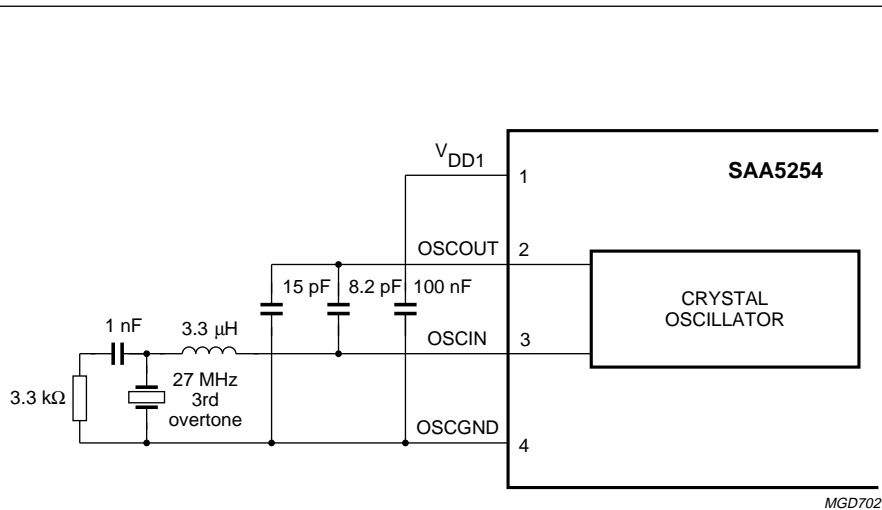 VDD1
1
SAA5254
OSCOUT
2
15 pF
8.2 pF
100 nF
CRYSTAL
OSCILLATOR
1 nF
3.3 μH
OSCIN
3
3.3 kΩ
27 MHz
3rd
overtone
OSCGND
4
MGD702